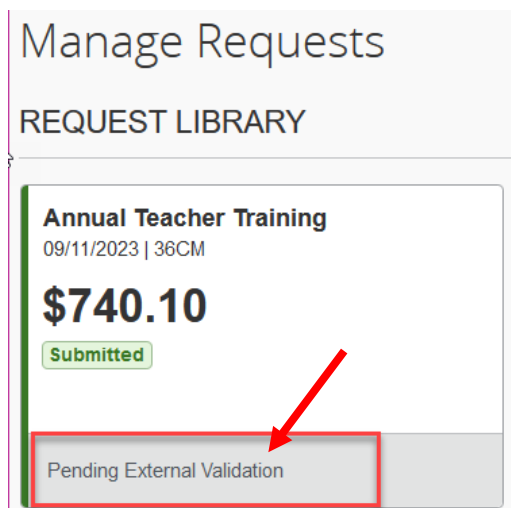 Manage Requests
REQUEST LIBRARY
Annual Teacher Training
09/11/2023 | 36CM
$740.10
Submitted
Pending External Validation